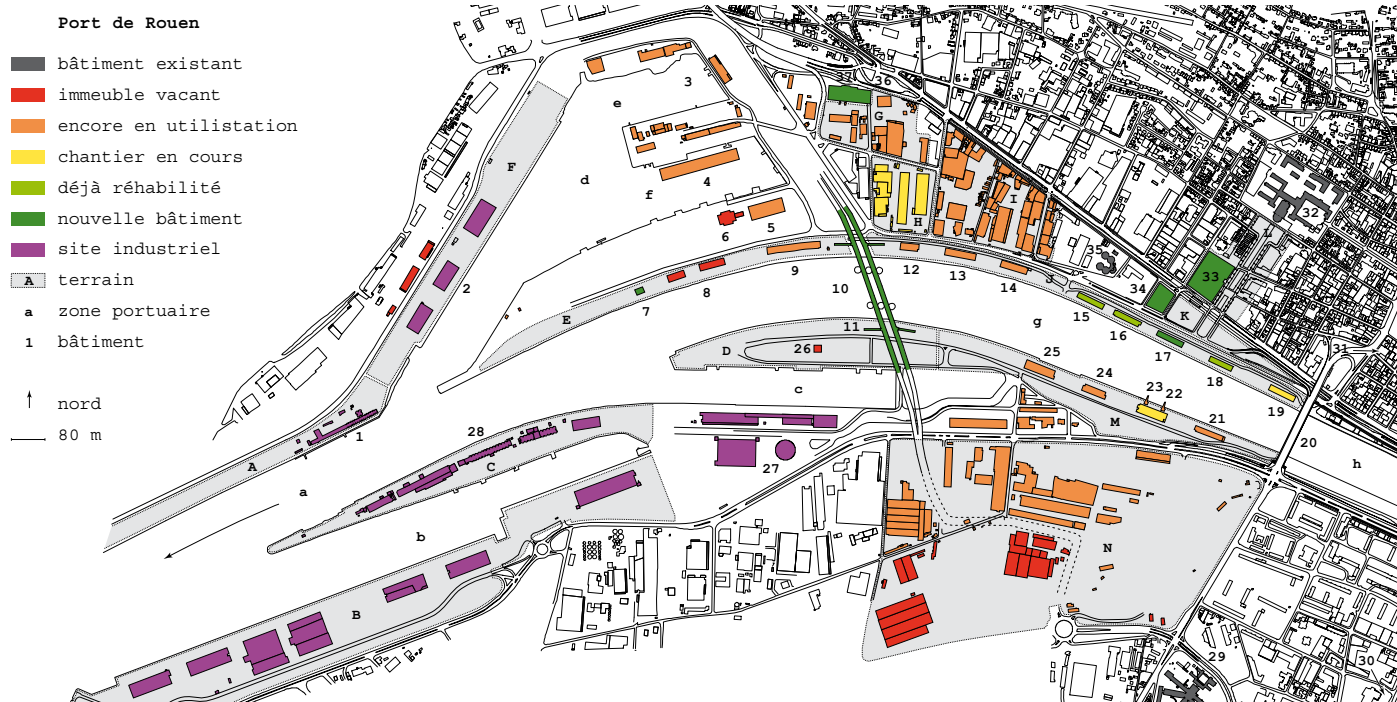 Port de Rouen
bâtiment existant
immeuble vacant
encore en utilistation
chantier en cours
déjà réhabilité
nouvelle bâtiment
site industriel
A terrain
a zone portuaire
1 bâtiment
nord
80 m
37 36
3
e
G
F
d
f
4
I
32
H
L
6
5
35
33
2
9
12
13
14
J
34
8
10
7
15
K
E
g
16
11
17
31
D
26
25
18
c
24
23
22
19
M
21
1
28
20
A
C
27
h
a
b
N
B
29
30